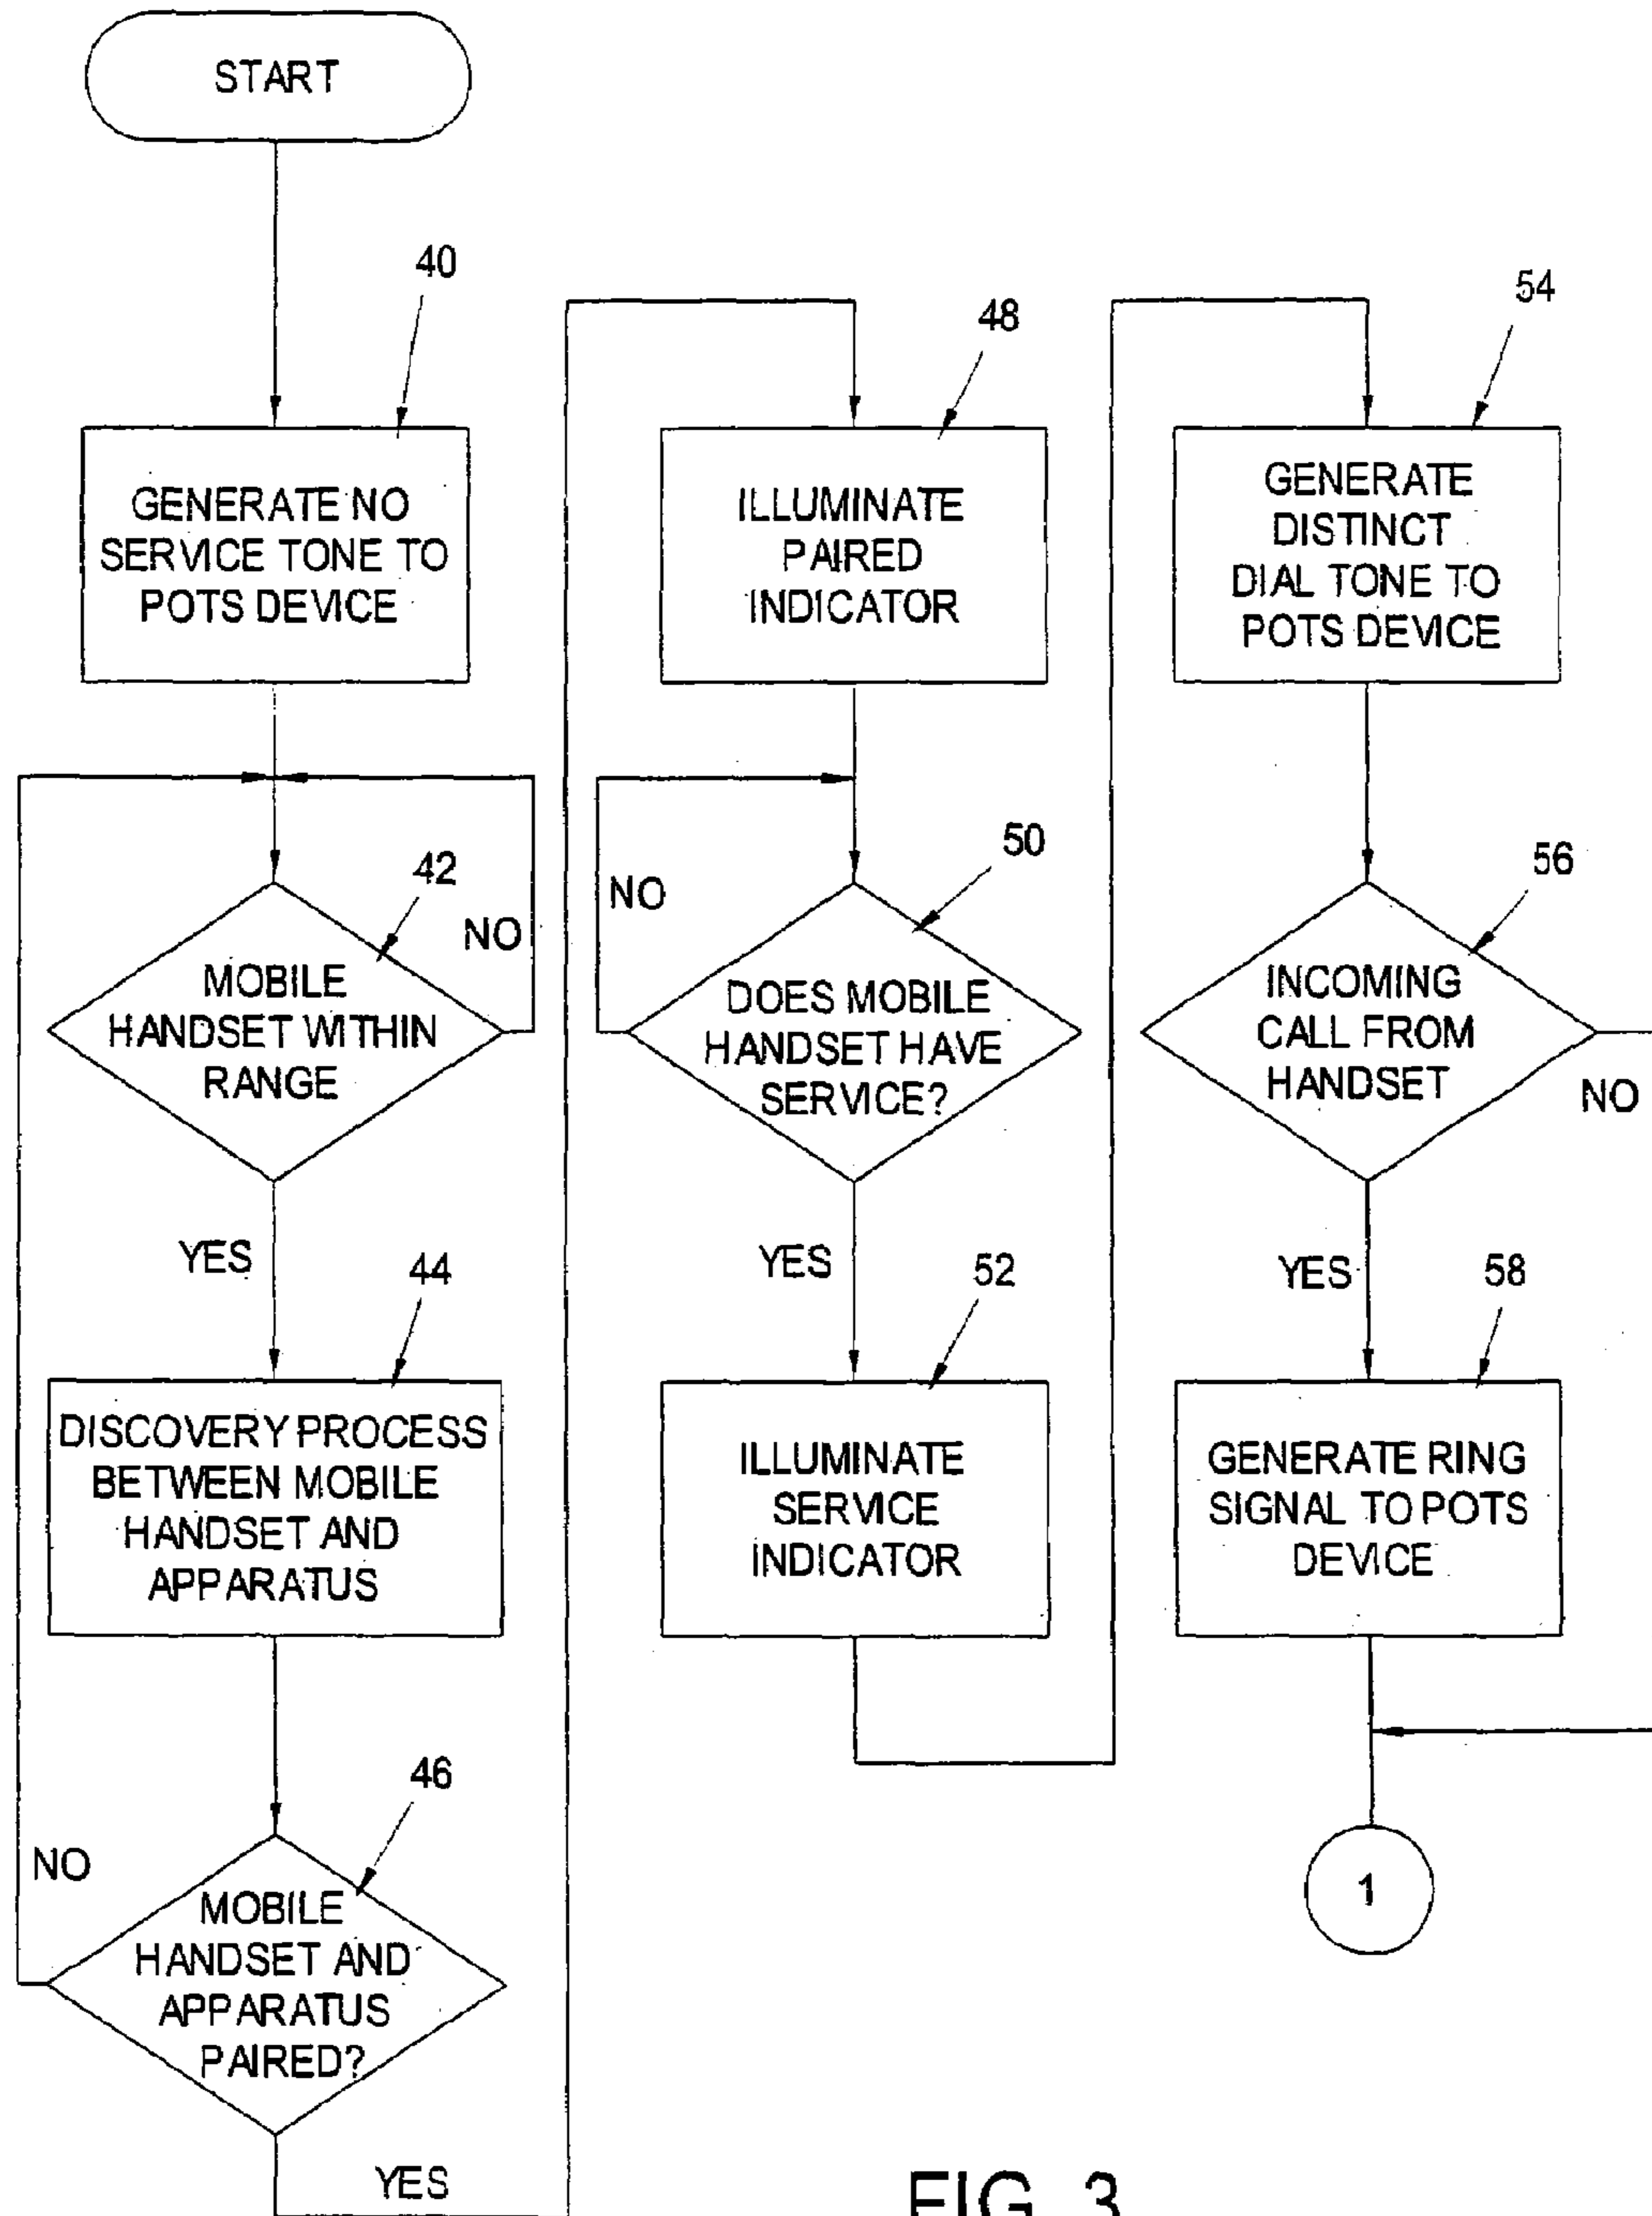 START
40
GENERATE NO
SERVICE TONE TO
POTS DEVICE
42
NO
MOBILE
HANDSET WITHIN
RANGE
YES
44
DISCOVERY PROCESS
BETWEEN MOBILE
HANDSET AND
APPARATUS
46
NO
MOBILE
HANDSET AND
APPARATUS
PAIRED?
YES
48
ILLUMINATE
PAIRED
INDICATOR
50
NO
DOES MOBILE
HANDSET HAVE
SERVICE?
YES
52
ILLUMINATE
SERVICE
INDICATOR
54
GENERATE
DISTINCT
DIAL TONE TO
POTS DEVICE
56
INCOMING
CALL FROM
HANDSET
NO
YES
58
GENERATE RING
SIGNAL TO POTS
DEVICE
1
FIG. 3